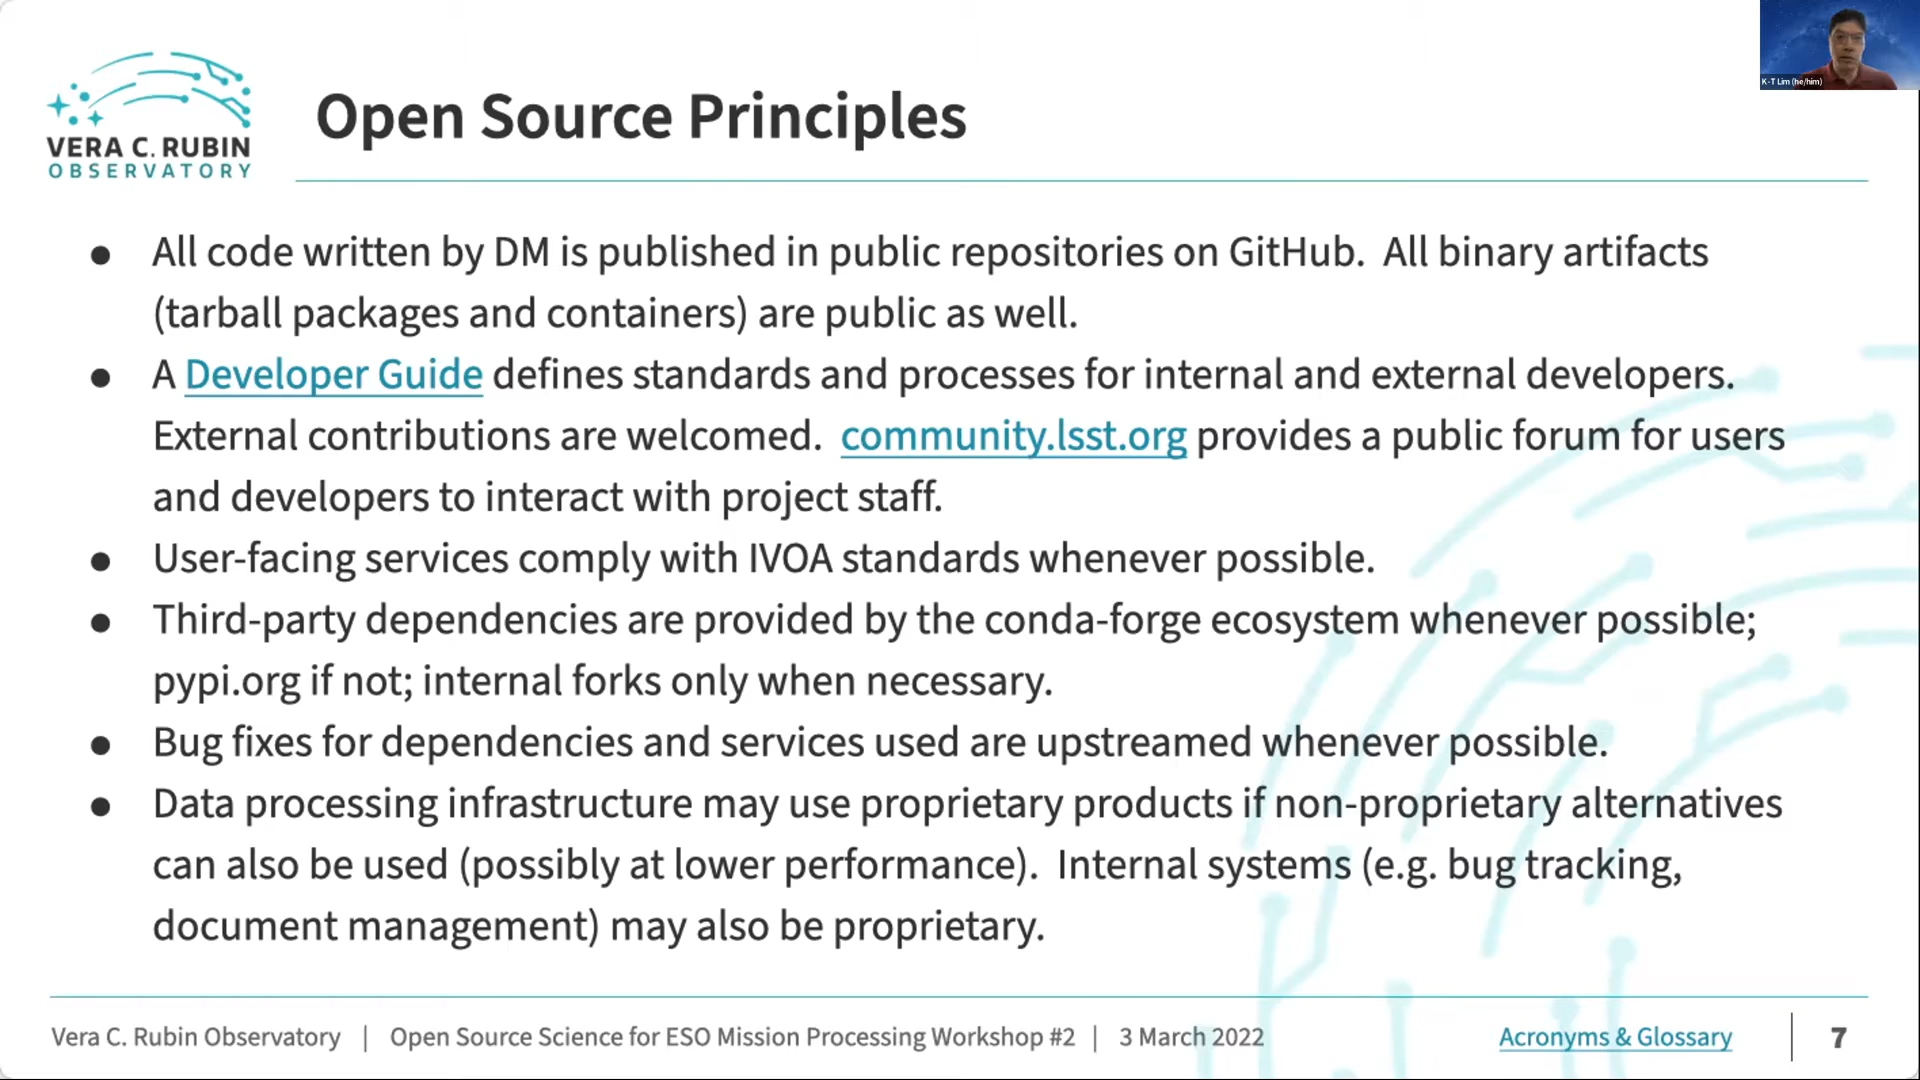 K-T Lim (he/him)
VERA C. RUBIN
OBSERVATORY
Open Source Principles
● All code written by DM is published in public repositories on GitHub.  All binary artifacts
(tarball packages and containers) are public as well.
● A Developer Guide defines standards and processes for internal and external developers.
External contributions are welcomed.  community.lsst.org provides a public forum for users
and developers to interact with project staff.
● User-facing services comply with IVOA standards whenever possible.
● Third-party dependencies are provided by the conda-forge ecosystem whenever possible;
pypi.org if not; internal forks only when necessary.
● Bug fixes for dependencies and services used are upstreamed whenever possible.
● Data processing infrastructure may use proprietary products if non-proprietary alternatives
can also be used (possibly at lower performance).  Internal systems (e.g. bug tracking,
document management) may also be proprietary.
Vera C. Rubin Observatory | Open Source Science for ESO Mission Processing Workshop #2 | 3 March 2022 Acronyms & Glossary | 7